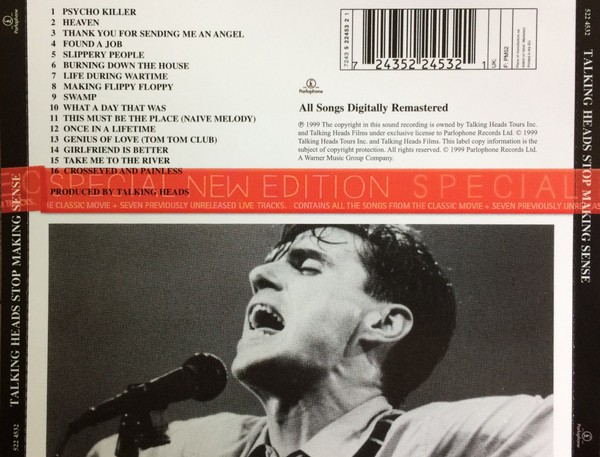 1 PSYCHO KILLER
2 HEAVEN
3 THANK YOU FOR SENDING ME AN ANGEL
4 FOUND A JOB
5 SLIPPERY PEOPLE
6 BURNING DOWN THE HOUSE
7 LIFE DURING WARTIME
8 MAKING FLIPPY FLOPPY
9 SWAMP
10 WHAT A DAY THAT WAS
11 THIS MUST BE THE PLACE (NAIVE MELODY)
12 ONCE IN A LIFETIME
13 GENIUS OF LOVE (TOM TOM CLUB)
14 GIRLFRIEND IS BETTER
15 TAKE ME TO THE RIVER
16 CROSSEYED AND PAINLESS
PRODUCED BY TALKING HEADS
7243 5 22453 2 1
7 24352 24532 1
UK:
F: PM52
Parlophone
All Songs Digitally Remastered
℗ 1999 The copyright in this sound recording is owned by Talking Heads Tours Inc.
and Talking Heads Films under exclusive license to Parlophone Records Ltd. © 1999
Talking Heads Tours Inc. and Talking Heads Films. This label copy information is the
subject of copyright protection. All rights reserved. © 1999 Parlophone Records Ltd.
A Warner Music Group Company.
SPECIAL NEW EDITION SPECIAL
THE CLASSIC MOVIE + SEVEN PREVIOUSLY UNRELEASED LIVE TRACKS. CONTAINS ALL THE SONGS FROM THE CLASSIC MOVIE + SEVEN PREVIOUSLY
TALKING HEADS STOP MAKING SENSE
522 4532
Parlophone
522 4532
TALKING HEADS STOP MAKING SENSE
Parlophone